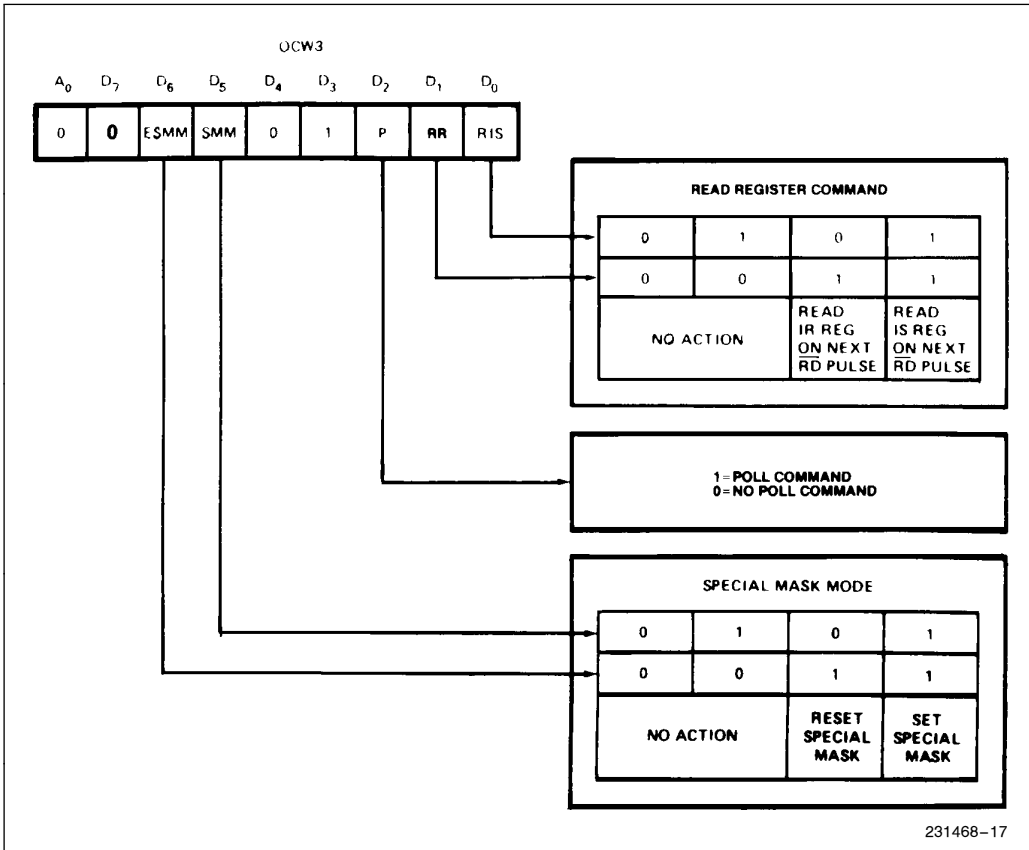 OCW3
A0 D7 D6 D5 D4 D3 D2 D1 D0
0 0 ESMM SMM 0 1 P RR RIS
READ REGISTER COMMAND
0 1 0 1
0 0 1 1
NO ACTION
READ
IR REG
ON NEXT
RD PULSE
READ
IS REG
ON NEXT
RD PULSE
1 = POLL COMMAND
0 = NO POLL COMMAND
SPECIAL MASK MODE
0 1 0 1
0 0 1 1
NO ACTION
RESET
SPECIAL
MASK
SET
SPECIAL
MASK
231468–17